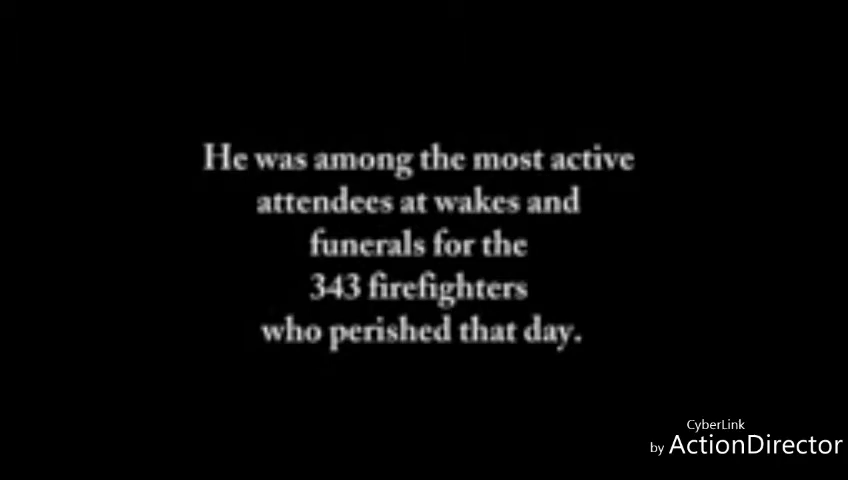 He was among the most active
attendees at wakes and
funerals for the
343 firefighters
who perished that day.
CyberLink
by ActionDirector